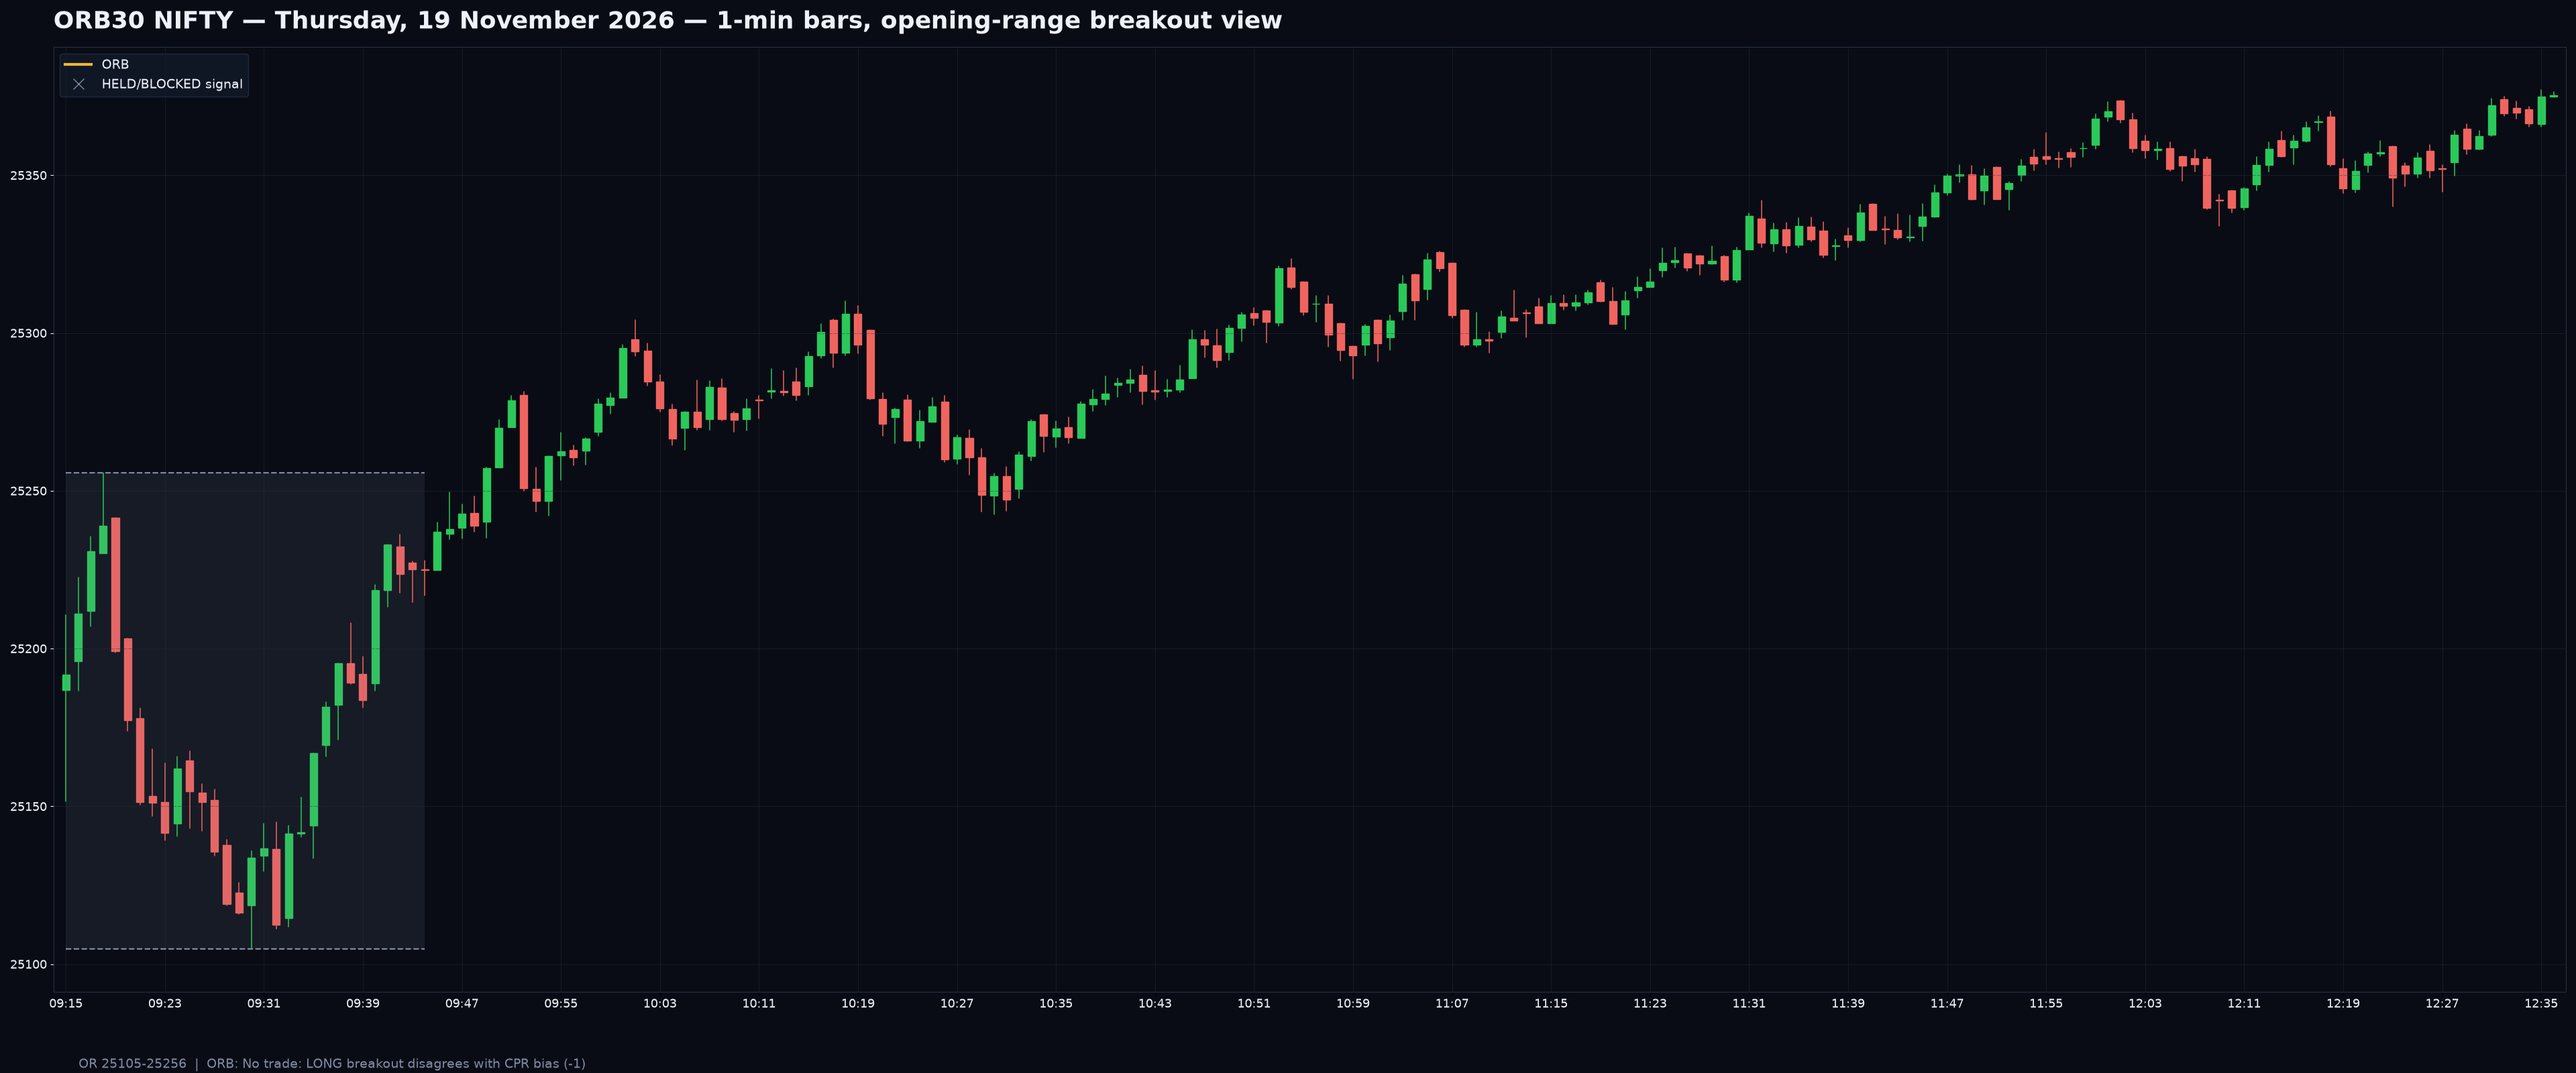 ORB30 NIFTY — Thursday, 19 November 2026 — 1-min bars, opening-range breakout view
ORB
HELD/BLOCKED signal
25350
25300
25250
25200
25150
25100
09:15 09:23 09:31 09:39 09:47 09:55 10:03 10:11 10:19 10:27 10:35 10:43 10:51 10:59 11:07 11:15 11:23 11:31 11:39 11:47 11:55 12:03 12:11 12:19 12:27 12:35
OR 25105-25256 | ORB: No trade: LONG breakout disagrees with CPR bias (-1)